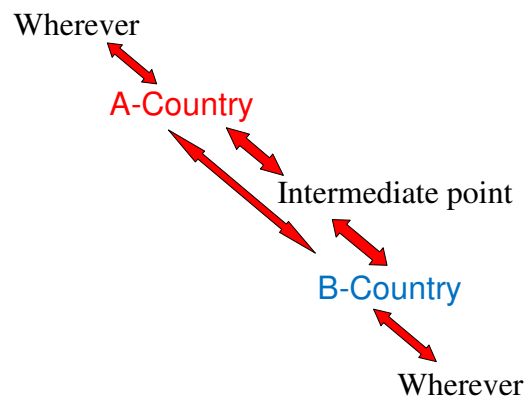 Wherever
A-Country
Intermediate point
B-Country
Wherever